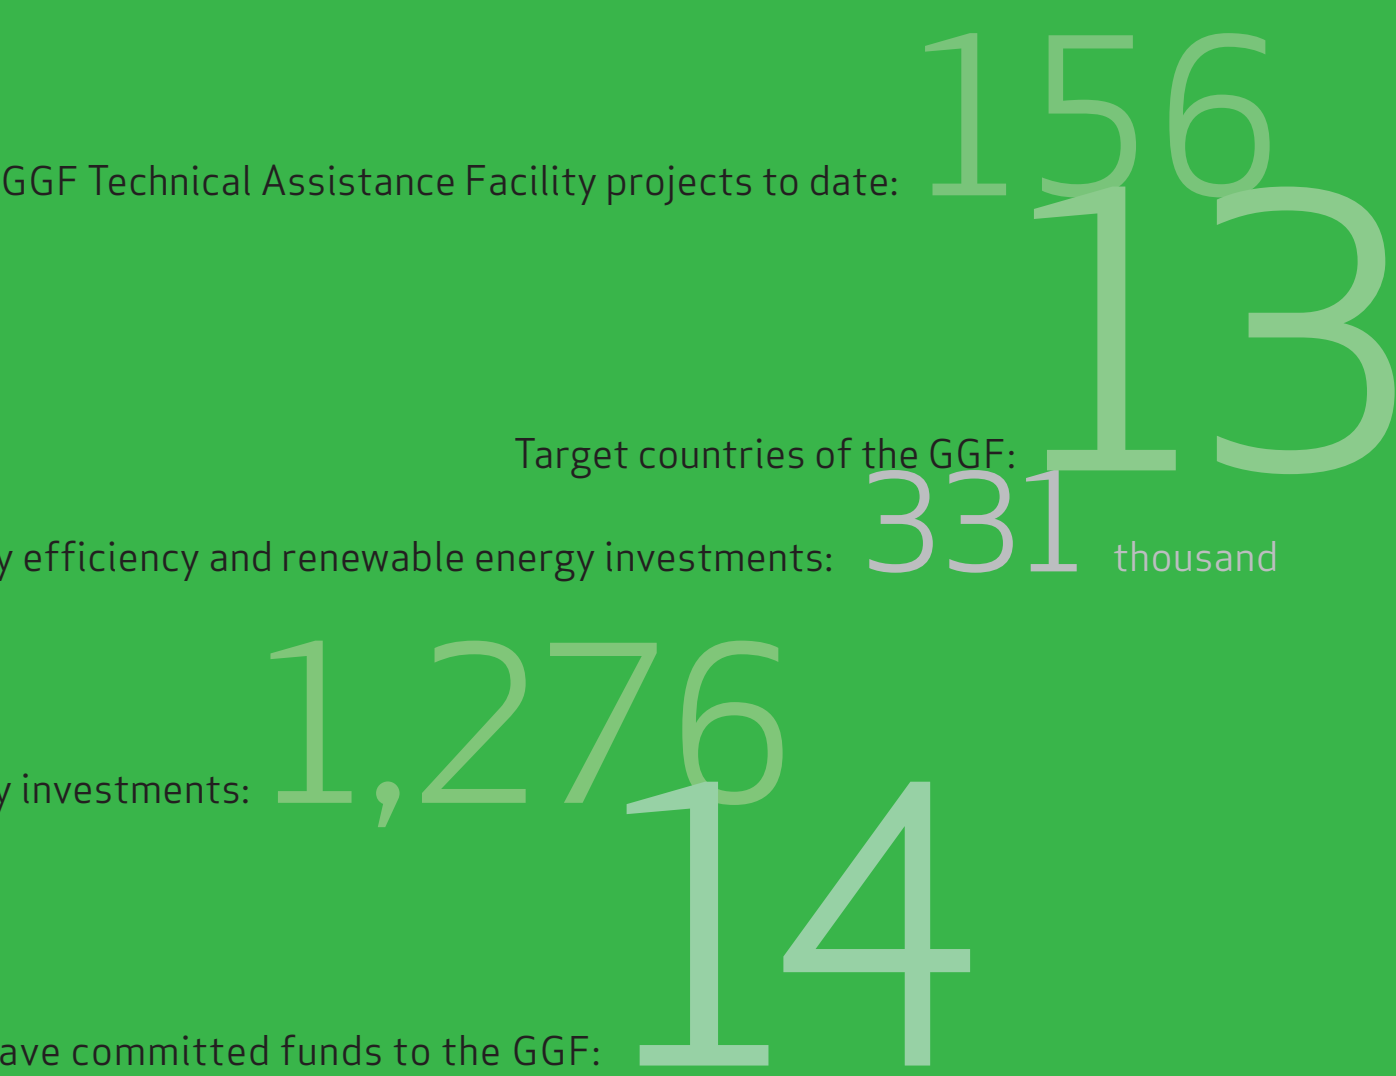 GGF Technical Assistance Facility projects to date: 156
Target countries of the GGF: 13
y efficiency and renewable energy investments: 331 thousand
y investments: 1,276
ave committed funds to the GGF: 14